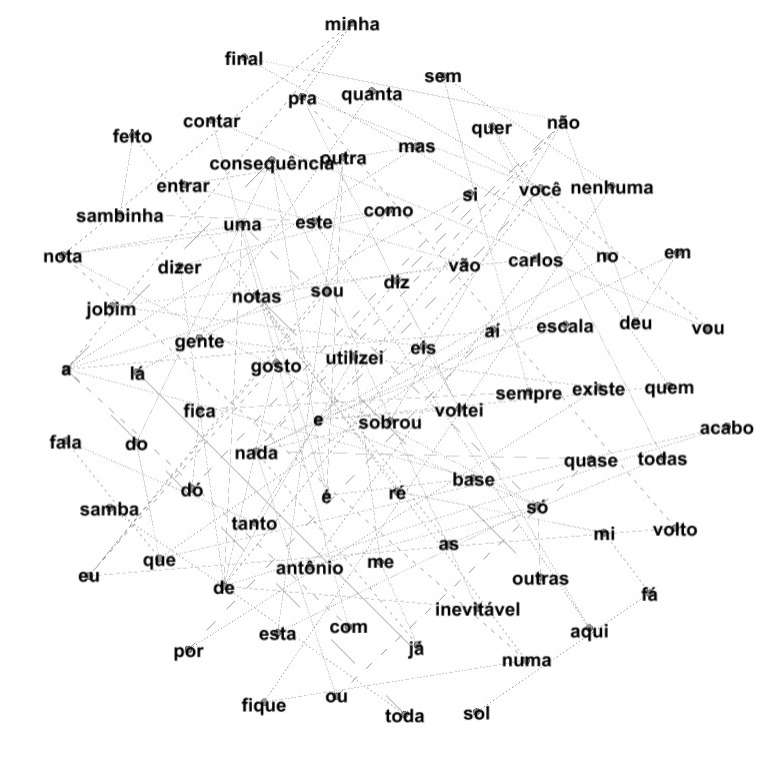 minha
final
sem
pra
quanta
contar
quer
não
feito
mas
consequência
outra
entrar
si
você
nenhuma
sambinha
como
uma
este
nota
dizer
vão
carlos
no
em
jobim
notas
sou
diz
gente
utilizei
eis
aí
escala
deu
vou
a
lá
gosto
sempre
existe
quem
fica
e
sobrou
voltei
acabo
fala
do
nada
quase
todas
dó
é
ré
base
só
samba
tanto
as
mi
volto
eu
que
de
antônio
me
outras
fá
inevitável
por
esta
com
já
aqui
numa
fique
ou
toda
sol